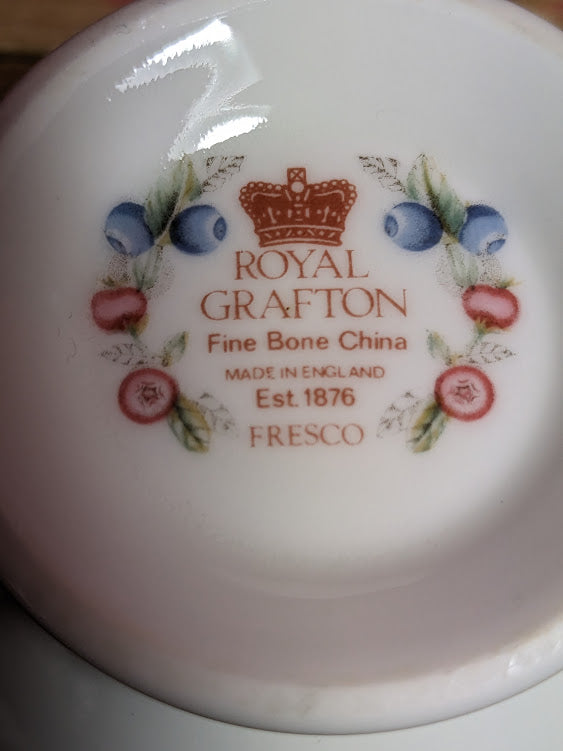 ROYAL
GRAFTON
Fine Bone China
MADE IN ENGLAND
Est. 1876
FRESCO